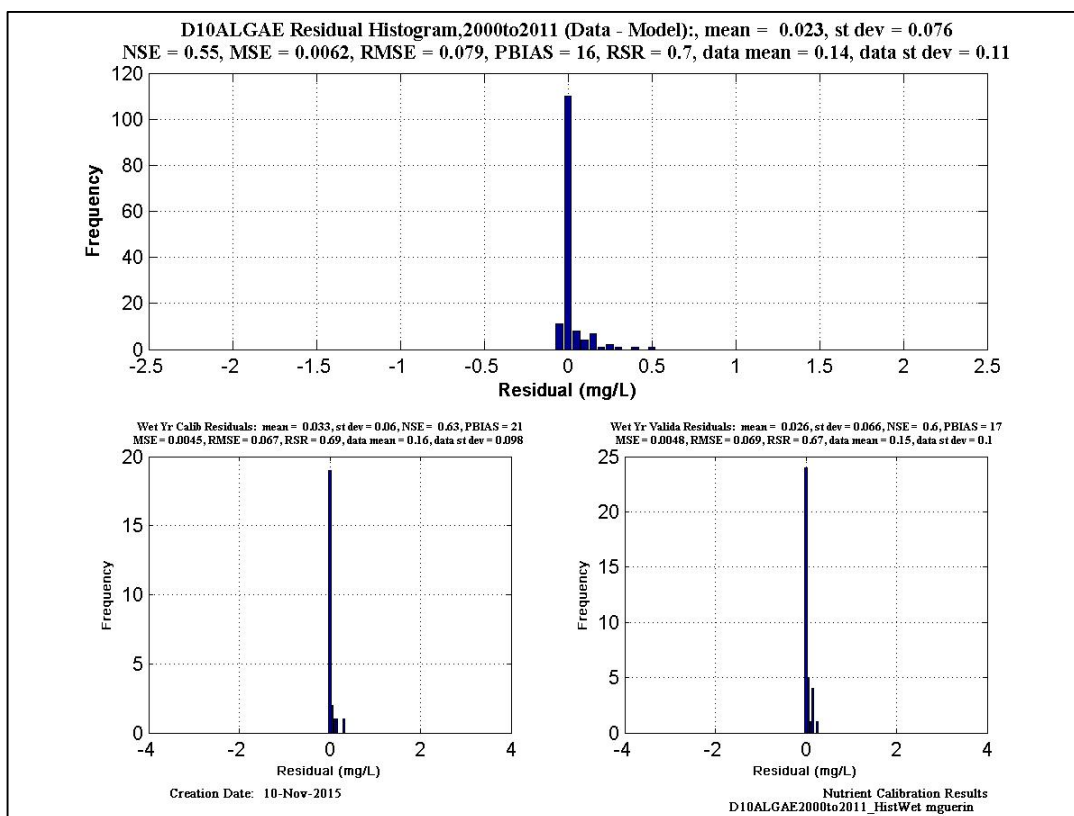 D10ALGAE Residual Histogram,2000to2011 (Data - Model):, mean = 0.023, st dev = 0.076
NSE = 0.55, MSE = 0.0062, RMSE = 0.079, PBIAS = 16, RSR = 0.7, data mean = 0.14, data st dev = 0.11
120
100
80
60
40
20
0
Frequency
-2.5 -2 -1.5 -1 -0.5 0 0.5 1 1.5 2 2.5
Residual (mg/L)
Wet Yr Calib Residuals: mean = 0.033, st dev = 0.06, NSE = 0.63, PBIAS = 21
MSE = 0.0045, RMSE = 0.067, RSR = 0.69, data mean = 0.16, data st dev = 0.098
20
15
10
5
0
Frequency
-4 -2 0 2 4
Residual (mg/L)
Wet Yr Valida Residuals: mean = 0.026, st dev = 0.066, NSE = 0.6, PBIAS = 17
MSE = 0.0048, RMSE = 0.069, RSR = 0.67, data mean = 0.15, data st dev = 0.1
25
20
15
10
5
0
Frequency
-4 -2 0 2 4
Residual (mg/L)
Creation Date: 10-Nov-2015
Nutrient Calibration Results
D10ALGAE2000to2011_HistWet mguerin